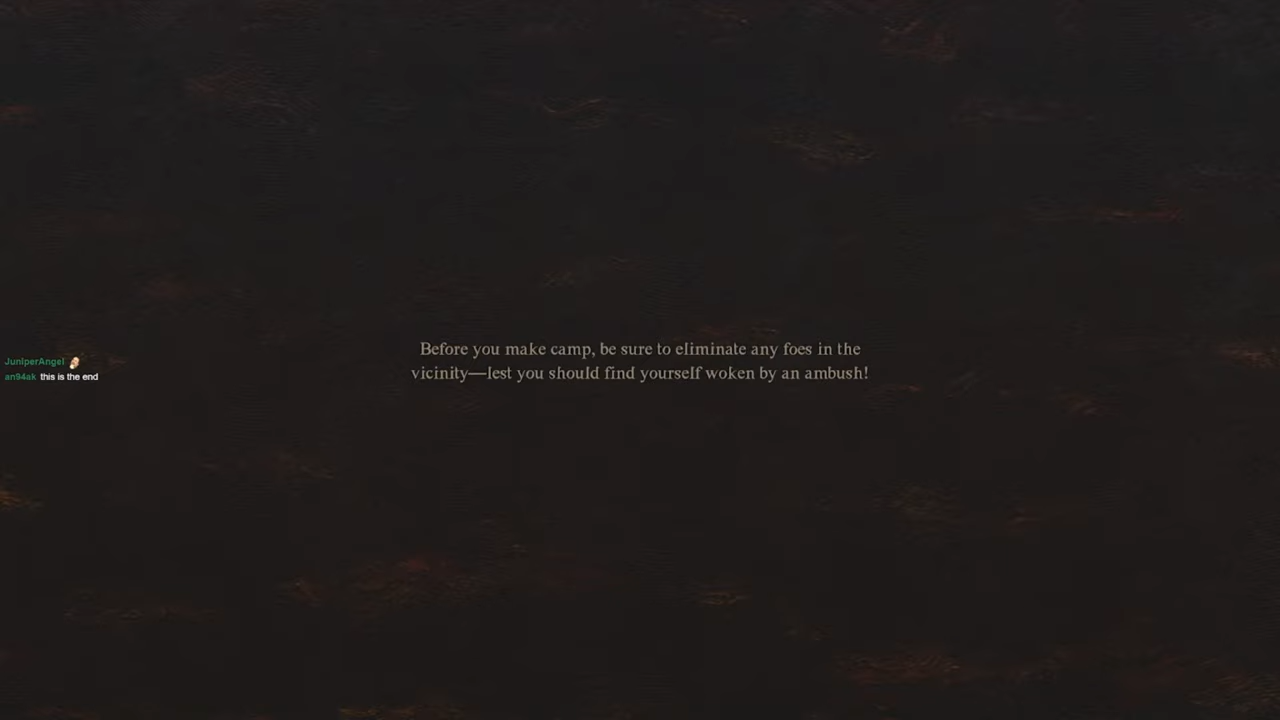 Before you make camp, be sure to eliminate any foes in the
vicinity—lest you should find yourself woken by an ambush!
JuniperAngel
an94ak this is the end